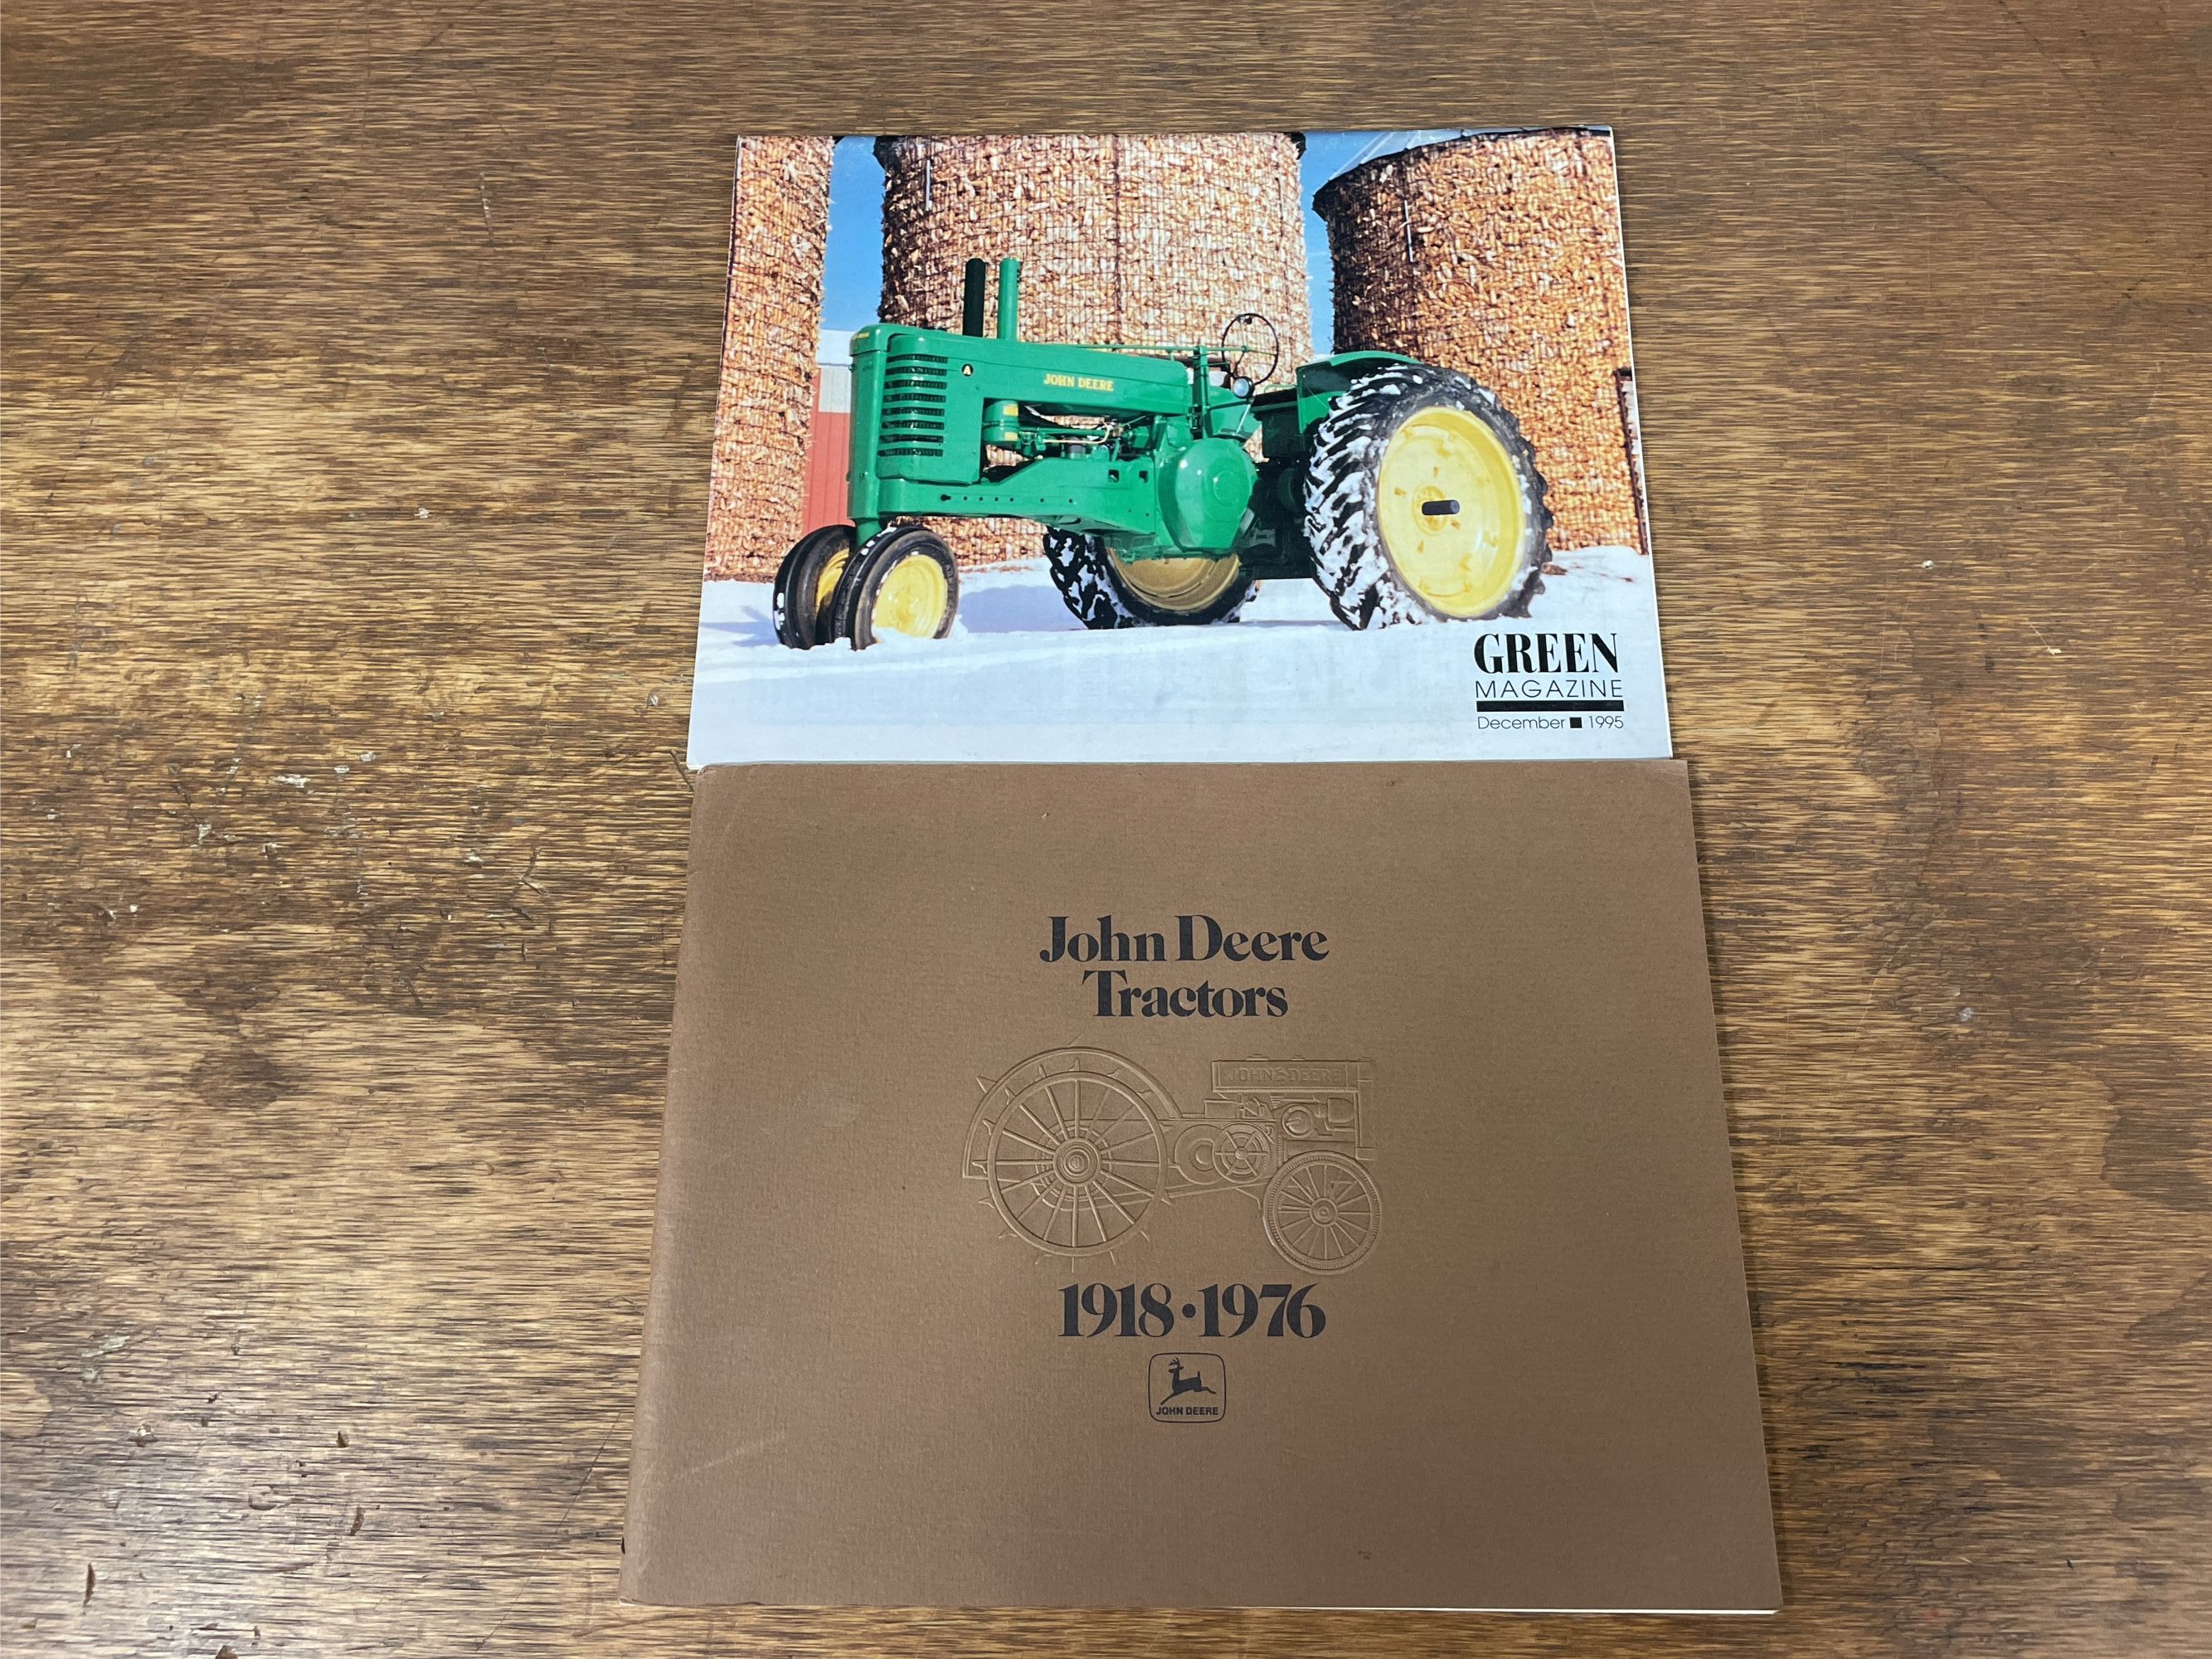 A
JOHN DEERE
GREEN
MAGAZINE
December ■ 1995
John Deere
Tractors
JOHN DEERE
1918•1976
JOHN DEERE